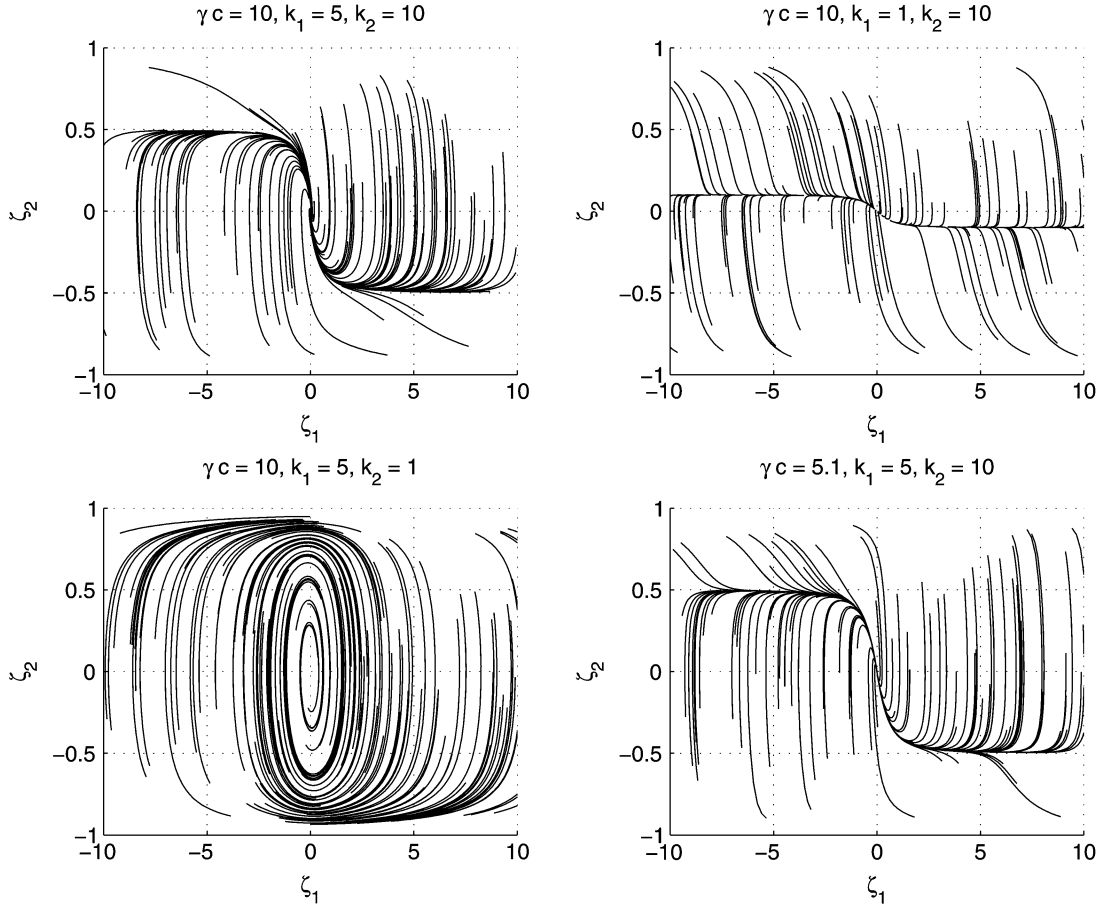 γ c = 10, k₁ = 5, k₂ = 10
1
0.5
0
−0.5
−1
ζ₂
−10 −5 0 5 10
ζ₁
γ c = 10, k₁ = 1, k₂ = 10
1
0.5
0
−0.5
−1
ζ₂
−10 −5 0 5 10
ζ₁
γ c = 10, k₁ = 5, k₂ = 1
1
0.5
0
−0.5
−1
ζ₂
−10 −5 0 5 10
ζ₁
γ c = 5.1, k₁ = 5, k₂ = 10
1
0.5
0
−0.5
−1
ζ₂
−10 −5 0 5 10
ζ₁